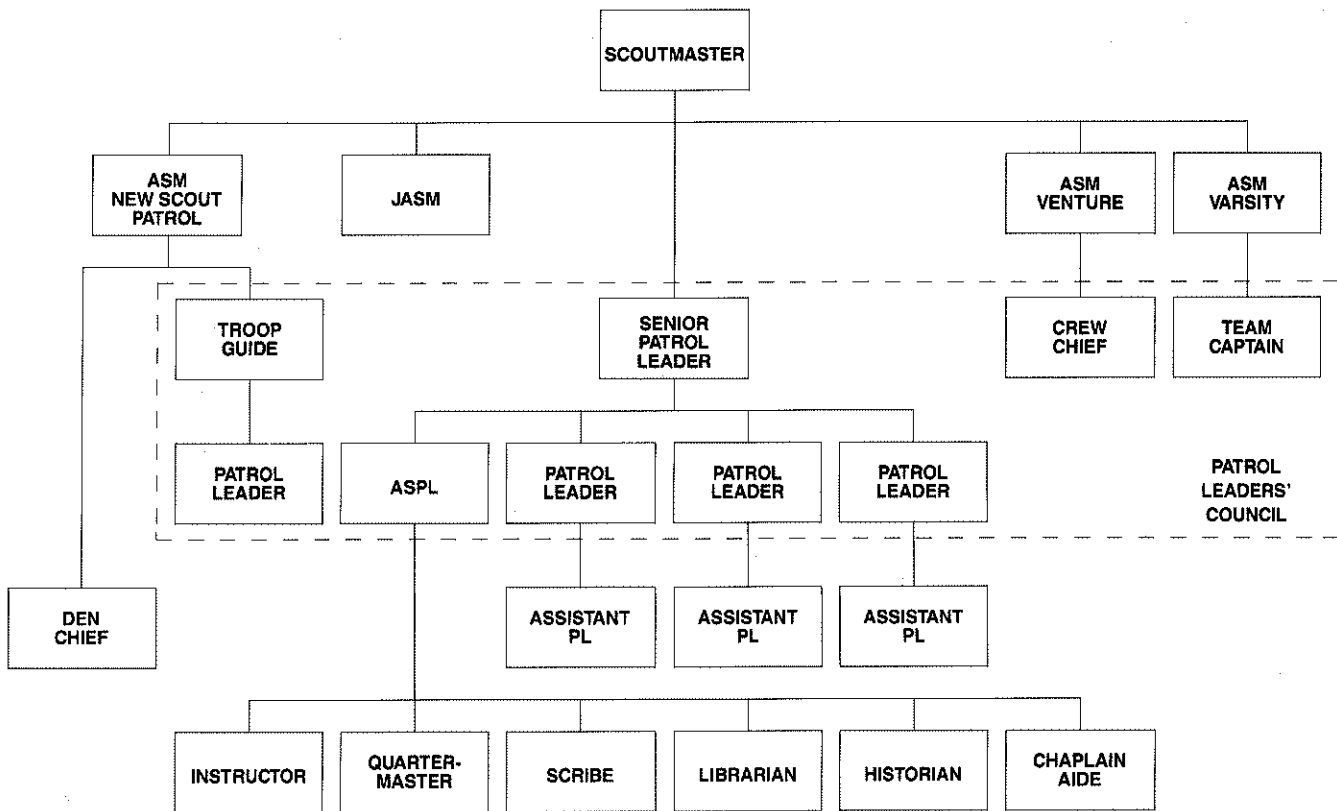 SCOUTMASTER
ASM
NEW SCOUT
PATROL
JASM
ASM
VENTURE
ASM
VARSITY
TROOP
GUIDE
SENIOR
PATROL
LEADER
CREW
CHIEF
TEAM
CAPTAIN
PATROL
LEADER
ASPL
PATROL
LEADER
PATROL
LEADER
PATROL
LEADER
PATROL
LEADERS'
COUNCIL
DEN
CHIEF
ASSISTANT
PL
ASSISTANT
PL
ASSISTANT
PL
INSTRUCTOR
QUARTER-
MASTER
SCRIBE
LIBRARIAN
HISTORIAN
CHAPLAIN
AIDE